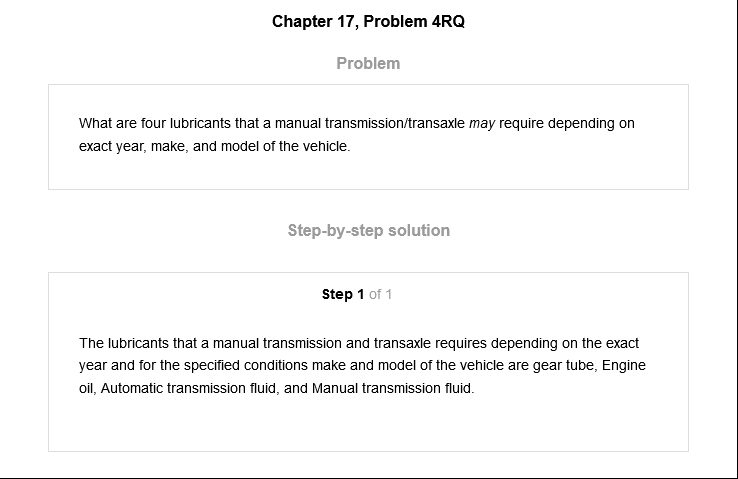 Chapter 17, Problem 4RQ
Problem
What are four lubricants that a manual transmission/transaxle may require depending on
exact year, make, and model of the vehicle.
Step-by-step solution
Step 1 of 1
The lubricants that a manual transmission and transaxle requires depending on the exact
year and for the specified conditions make and model of the vehicle are gear tube, Engine
oil, Automatic transmission fluid, and Manual transmission fluid.